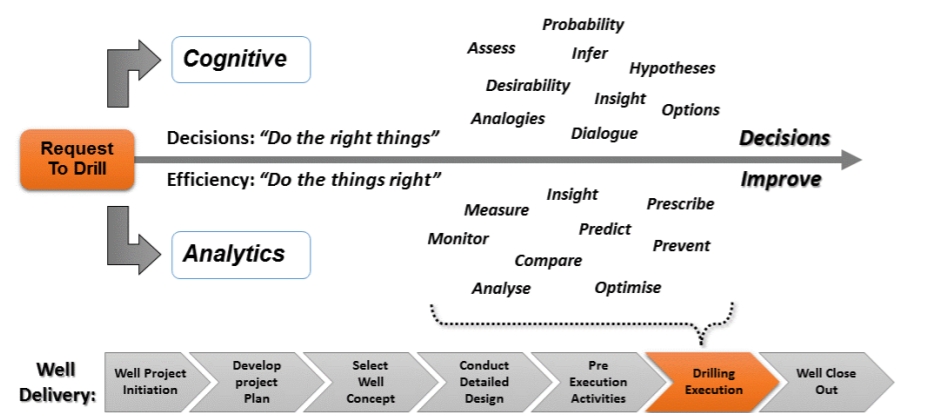 Probability
Assess
Infer
Cognitive
Hypotheses
Desirability
Insight
Options
Analogies
Dialogue
Decisions: “Do the right things”
Decisions
Request
To Drill
Efficiency: “Do the things right”
Improve
Insight
Measure
Prescribe
Monitor
Predict
Prevent
Analytics
Compare
Analyse
Optimise
Well
Delivery:
Well Project
Initiation
Develop
project
Plan
Select
Well
Concept
Conduct
Detailed
Design
Pre
Execution
Activities
Drilling
Execution
Well Close
Out